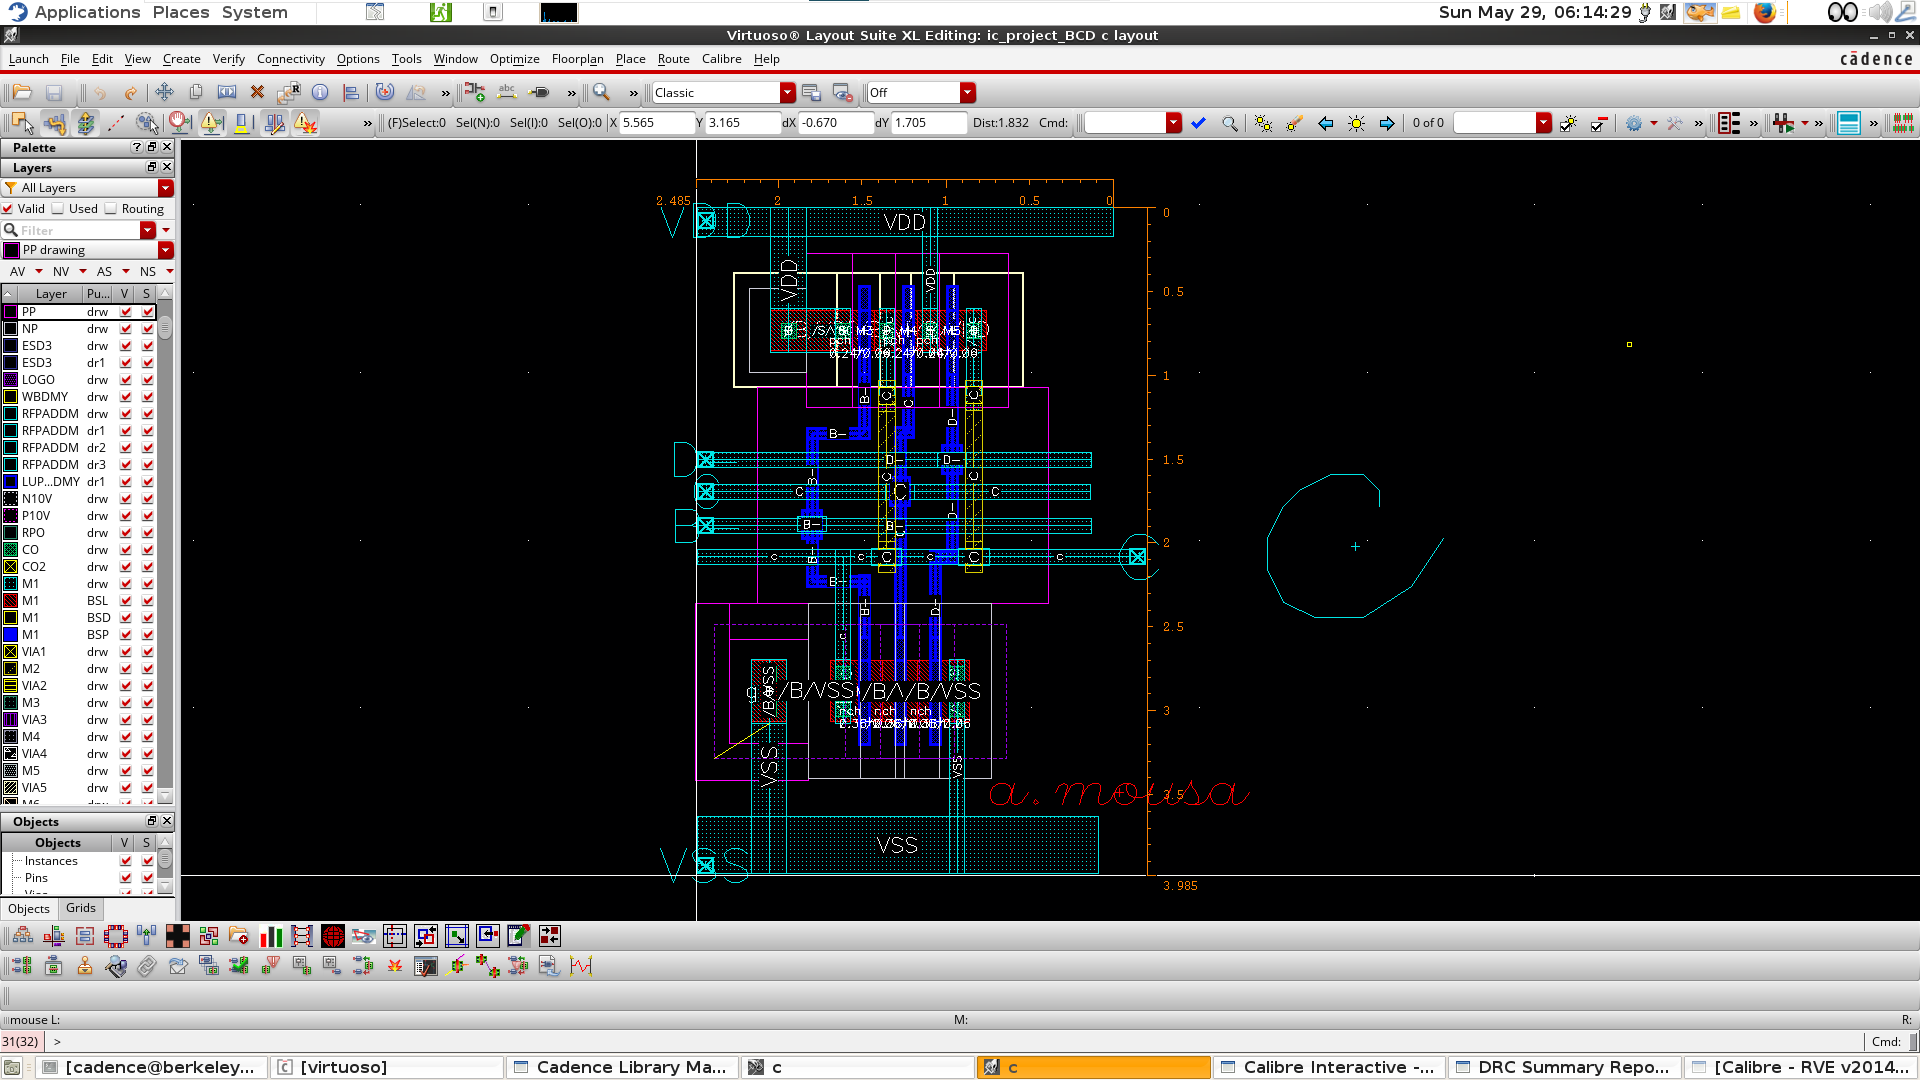 Applications Places System
Sun May 29, 06:14:29
Virtuoso® Layout Suite XL Editing: ic_project_BCD c layout
Launch File Edit View Create Verify Connectivity Options Tools Window Optimize Floorplan Place Route Calibre Help
cādence
Classic
Off
(F)Select:0 Sel(N):0 Sel(I):0 Sel(O):0 X 5.565 Y 3.165 dX -0.670 dY 1.705 Dist:1.832 Cmd:
0 of 0
Palette
Layers
All Layers
Valid Used Routing
Filter
PP drawing
AV NV AS NS
Layer Pu... V S
PP drw
NP drw
ESD3 drw
ESD3 dr1
LOGO drw
WBDMY drw
RFPADDM drw
RFPADDM dr1
RFPADDM dr2
RFPADDM dr3
LUP...DMY dr1
N10V drw
P10V drw
RPO drw
CO drw
CO2 drw
M1 drw
M1 BSL
M1 BSD
M1 BSP
VIA1 drw
M2 drw
VIA2 drw
M3 drw
VIA3 drw
M4 drw
VIA4 drw
M5 drw
VIA5 drw
M6 drw
Objects
Objects V S
Instances
Pins
Objects Grids
2.485 2 1.5 1 0.5 0
VDD
VDD
VDD
VDD
0
0.5
1
1.5
2
2.5
3
3.5
3.985
a.mousa
VSS
VSS
VSS
VSS
mouse L:
M:
R:
31(32) >
Cmd:
[cadence@berkeley... [virtuoso] Cadence Library Ma... c c Calibre Interactive -... DRC Summary Repo... [Calibre - RVE v2014...